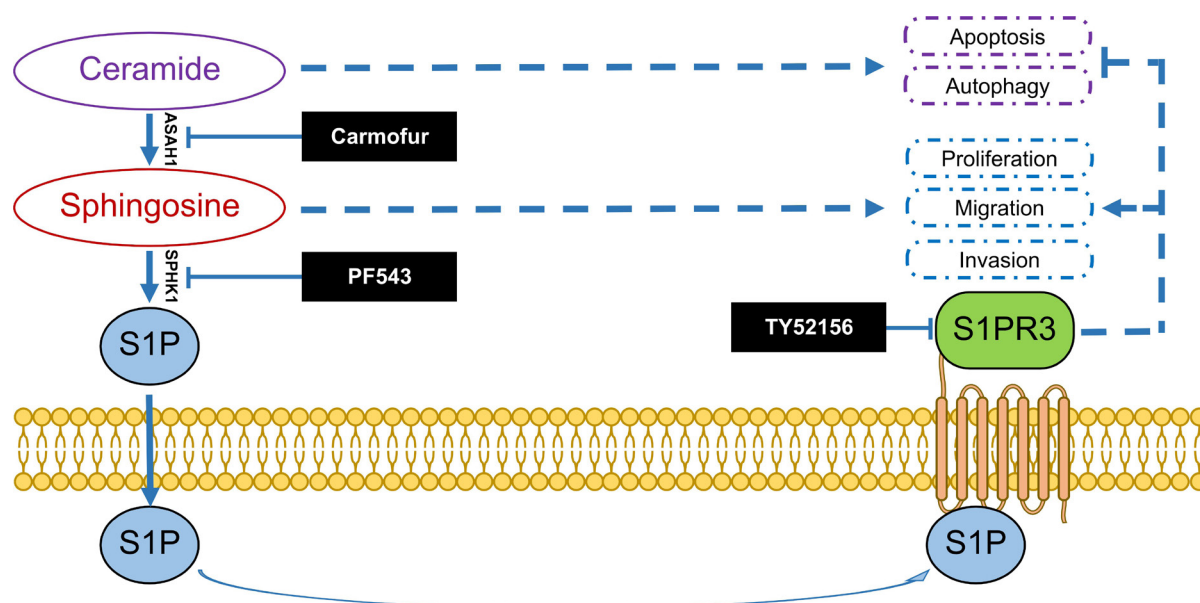 Ceramide
Apoptosis
Autophagy
ASAH1
Carmofur
Proliferation
Sphingosine
Migration
Invasion
SPHK1
PF543
S1P
TY52156
S1PR3
S1P
S1P